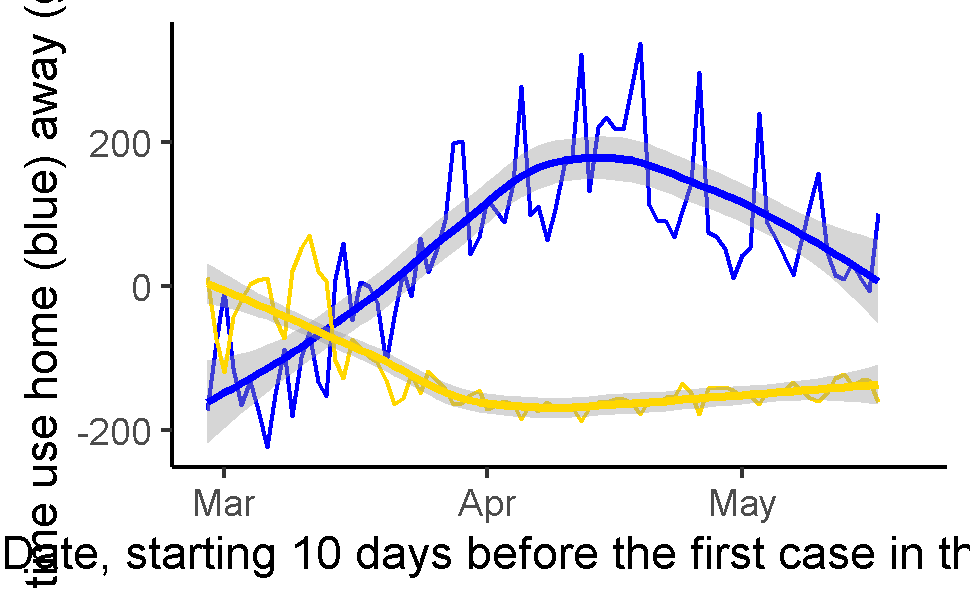 time use home (blue) away (
200
0
-200
Mar Apr May
Date, starting 10 days before the first case in th